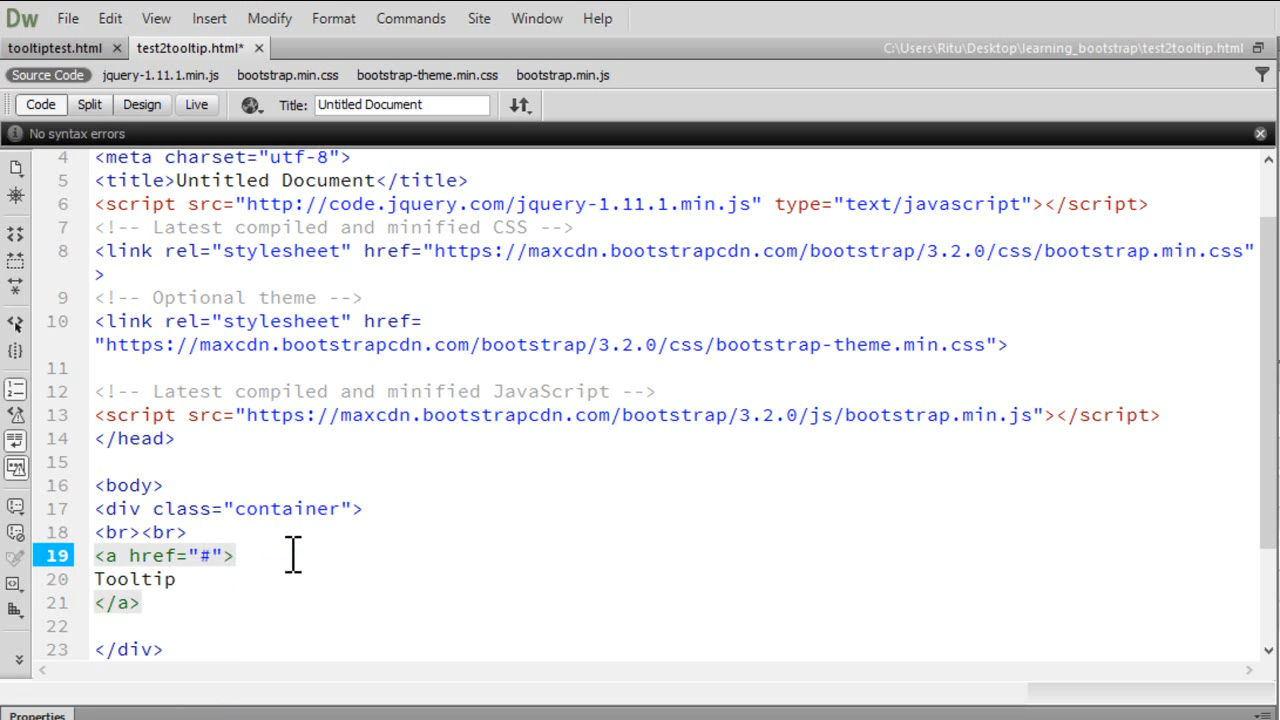 Dw File Edit View Insert Modify Format Commands Site Window Help
tooltiptest.html × test2tooltip.html* × C:\Users\Ritu\Desktop\learning_bootstrap\test2tooltip.html
Source Code jquery-1.11.1.min.js bootstrap.min.css bootstrap-theme.min.css bootstrap.min.js
Code Split Design Live Title: Untitled Document
No syntax errors
4 <meta charset="utf-8">
5 <title>Untitled Document</title>
6 <script src="http://code.jquery.com/jquery-1.11.1.min.js" type="text/javascript"></script>
7 <!-- Latest compiled and minified CSS -->
8 <link rel="stylesheet" href="https://maxcdn.bootstrapcdn.com/bootstrap/3.2.0/css/bootstrap.min.css"
>
9 <!-- Optional theme -->
10 <link rel="stylesheet" href=
"https://maxcdn.bootstrapcdn.com/bootstrap/3.2.0/css/bootstrap-theme.min.css">
11
12 <!-- Latest compiled and minified JavaScript -->
13 <script src="https://maxcdn.bootstrapcdn.com/bootstrap/3.2.0/js/bootstrap.min.js"></script>
14 </head>
15
16 <body>
17 <div class="container">
18 <br><br>
19 <a href="#">
20 Tooltip
21 </a>
22
23 </div>
Properties